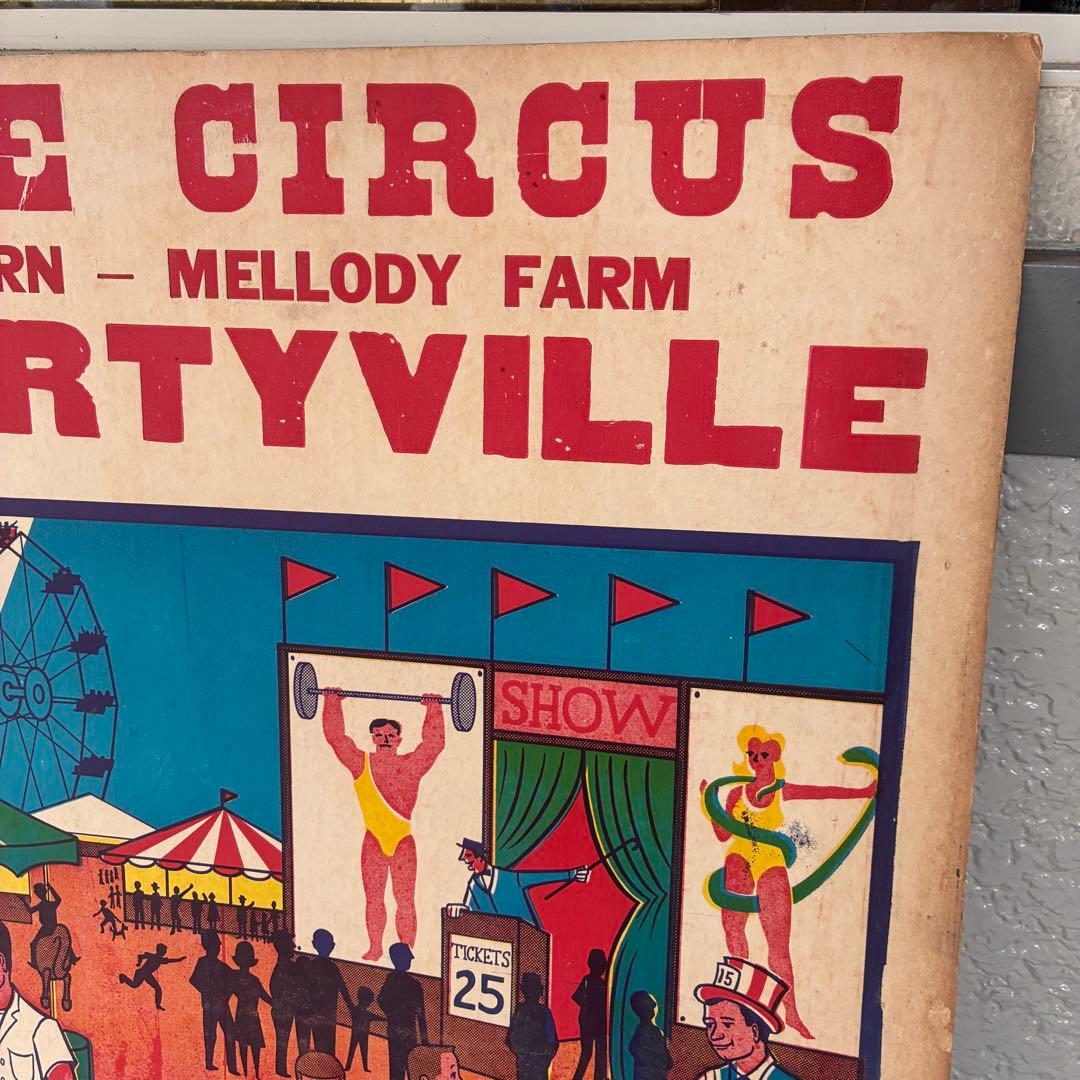 E CIRCUS
RN – MELLODY FARM
RTYVILLE
CO
SHOW
TICKETS
25
15